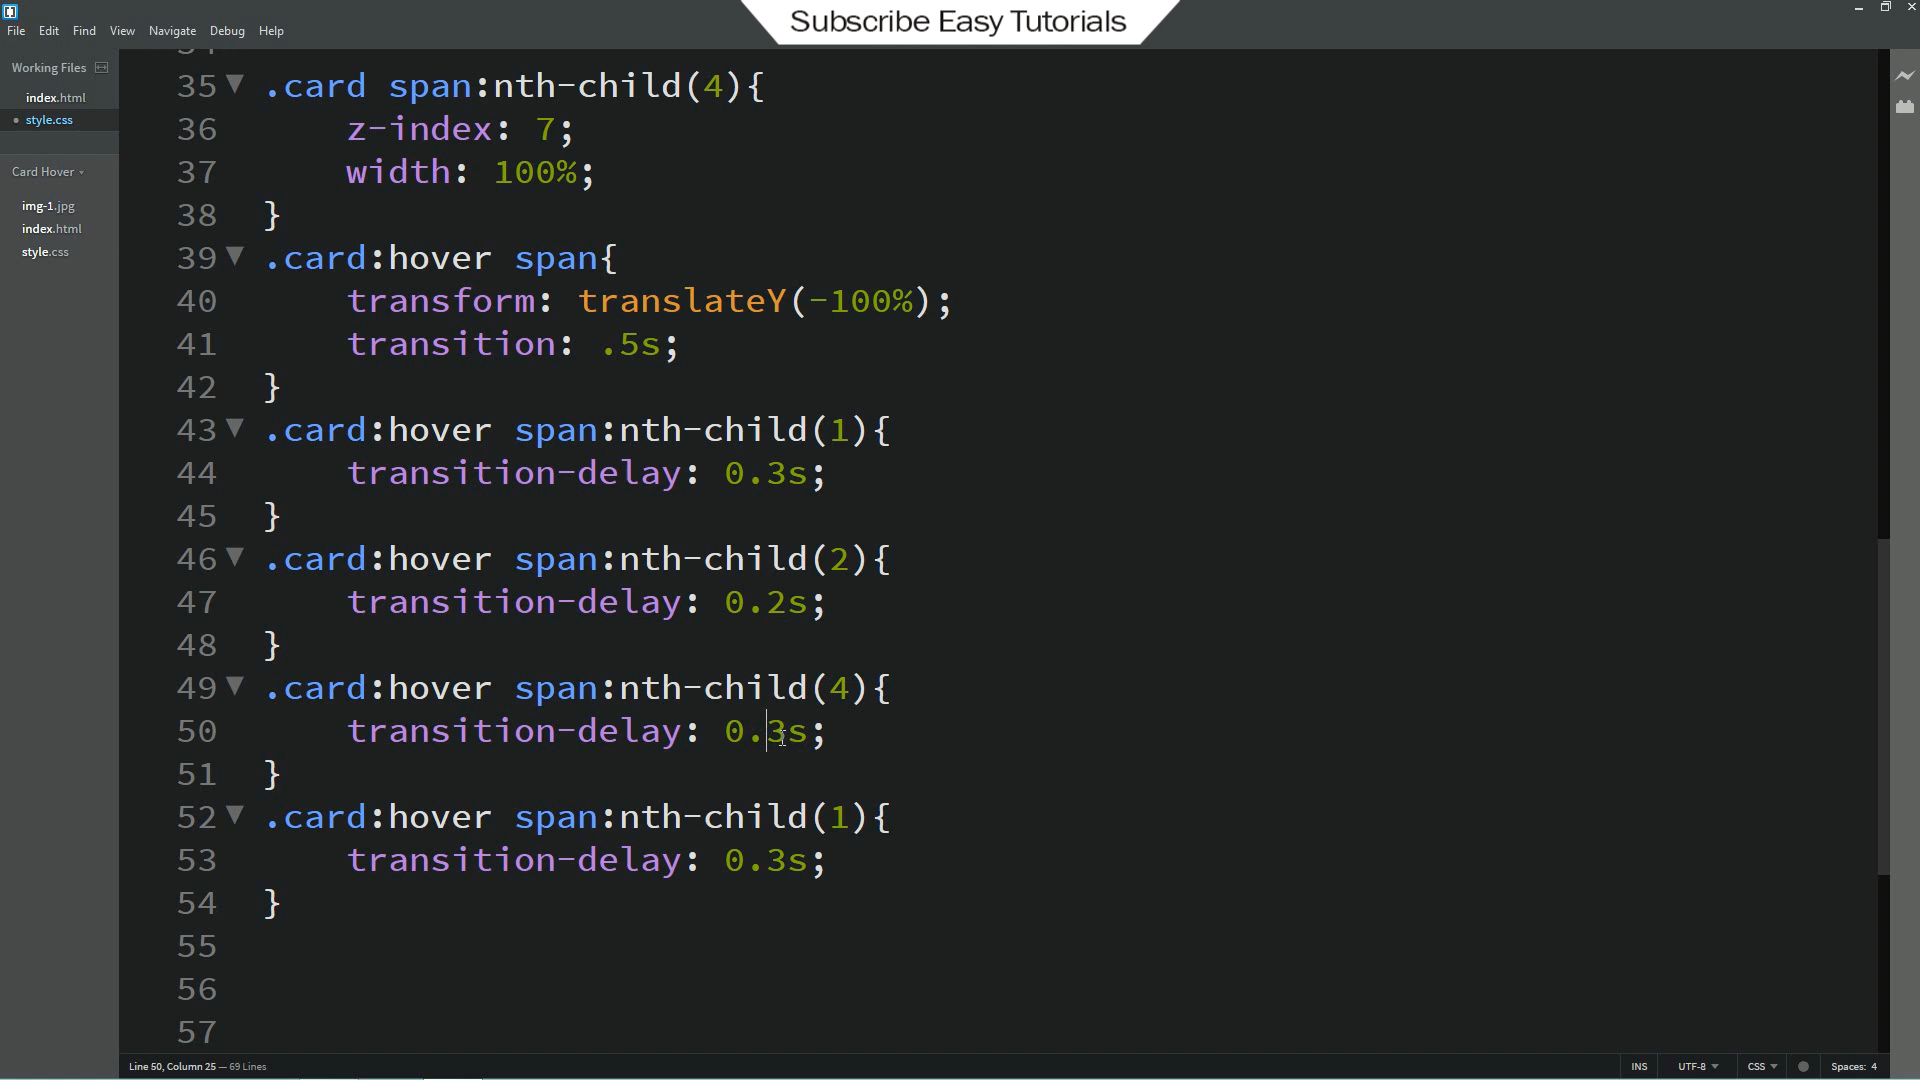 Subscribe Easy Tutorials
File Edit Find View Navigate Debug Help
Working Files
index.html
style.css
Card Hover
img-1.jpg
index.html
style.css
35 .card span:nth-child(4){
36 z-index: 7;
37 width: 100%;
38 }
39 .card:hover span{
40 transform: translateY(-100%);
41 transition: .5s;
42 }
43 .card:hover span:nth-child(1){
44 transition-delay: 0.3s;
45 }
46 .card:hover span:nth-child(2){
47 transition-delay: 0.2s;
48 }
49 .card:hover span:nth-child(4){
50 transition-delay: 0.3s;
51 }
52 .card:hover span:nth-child(1){
53 transition-delay: 0.3s;
54 }
55
56
57
Line 50, Column 25 — 69 Lines INS UTF-8 CSS Spaces: 4